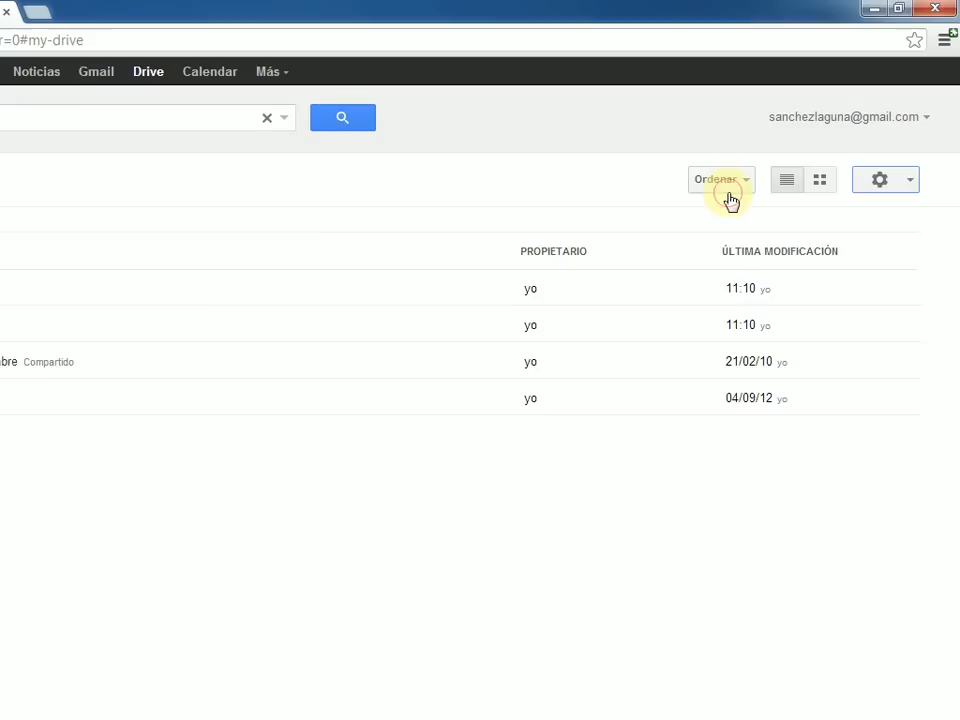 r=0#my-drive
Noticias Gmail Drive Calendar Más
sanchezlaguna@gmail.com
Ordenar
PROPIETARIO ÚLTIMA MODIFICACIÓN
yo 11:10 yo
yo 11:10 yo
bre Compartido yo 21/02/10 yo
yo 04/09/12 yo